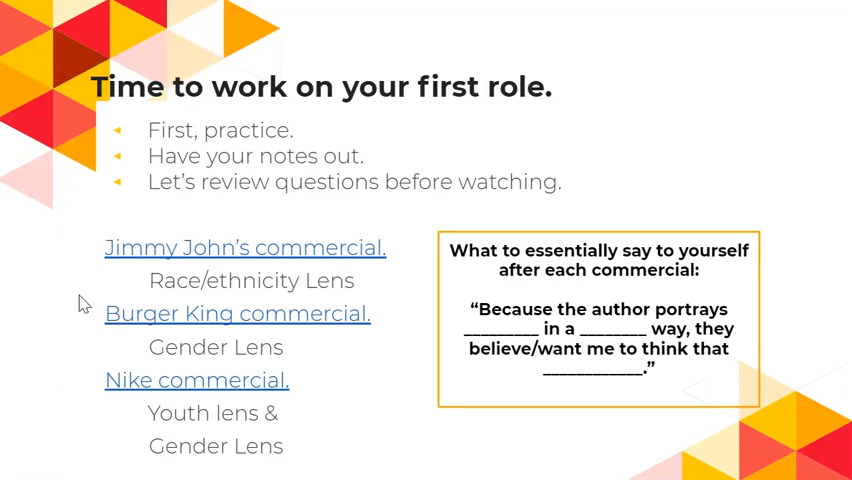 Time to work on your first role.
First, practice.
Have your notes out.
Let's review questions before watching.
Jimmy John's commercial.
Race/ethnicity Lens
Burger King commercial.
Gender Lens
Nike commercial.
Youth lens &
Gender Lens
What to essentially say to yourself
after each commercial:
“Because the author portrays
_________ in a ________ way, they
believe/want me to think that
____________.”